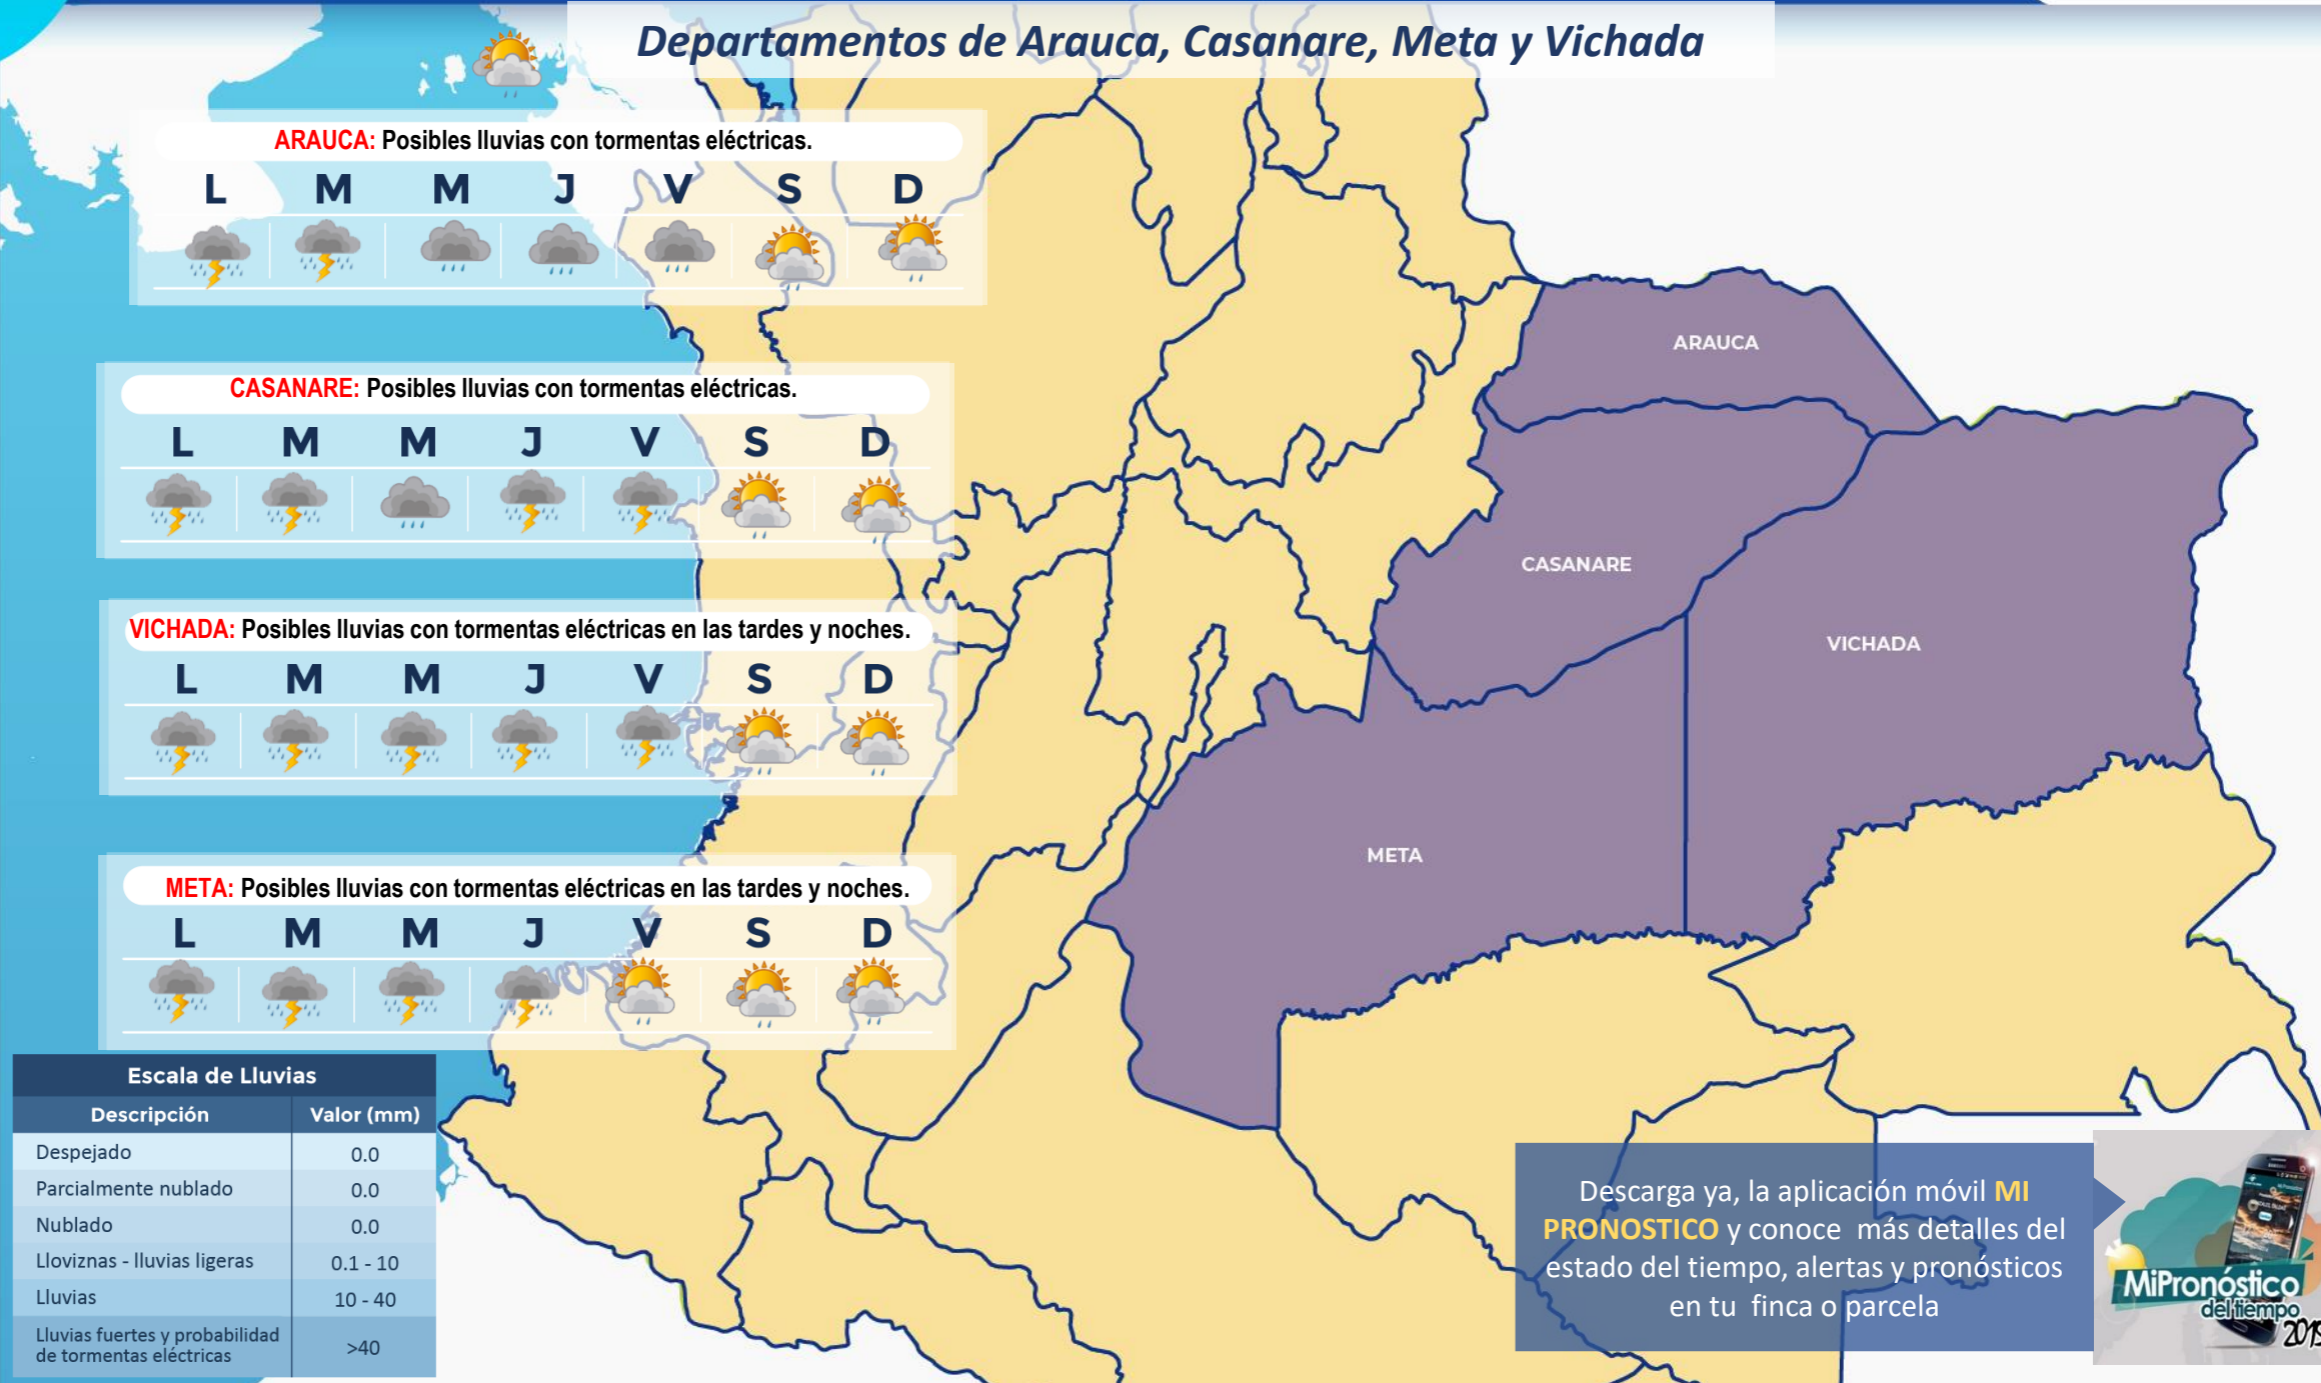 Departamentos de Arauca, Casanare, Meta y Vichada
ARAUCA: Posibles lluvias con tormentas eléctricas.
L M M J V S D
CASANARE: Posibles lluvias con tormentas eléctricas.
L M M J V S D
VICHADA: Posibles lluvias con tormentas eléctricas en las tardes y noches.
L M M J V S D
META: Posibles lluvias con tormentas eléctricas en las tardes y noches.
L M M J V S D
ARAUCA
CASANARE
VICHADA
META
Escala de Lluvias
Descripción Valor (mm)
Despejado 0.0
Parcialmente nublado 0.0
Nublado 0.0
Lloviznas - lluvias ligeras 0.1 - 10
Lluvias 10 - 40
Lluvias fuertes y probabilidad
de tormentas eléctricas >40
Descarga ya, la aplicación móvil MI
PRONOSTICO y conoce más detalles del
estado del tiempo, alertas y pronósticos
en tu finca o parcela
MiPronóstico
del tiempo
2019